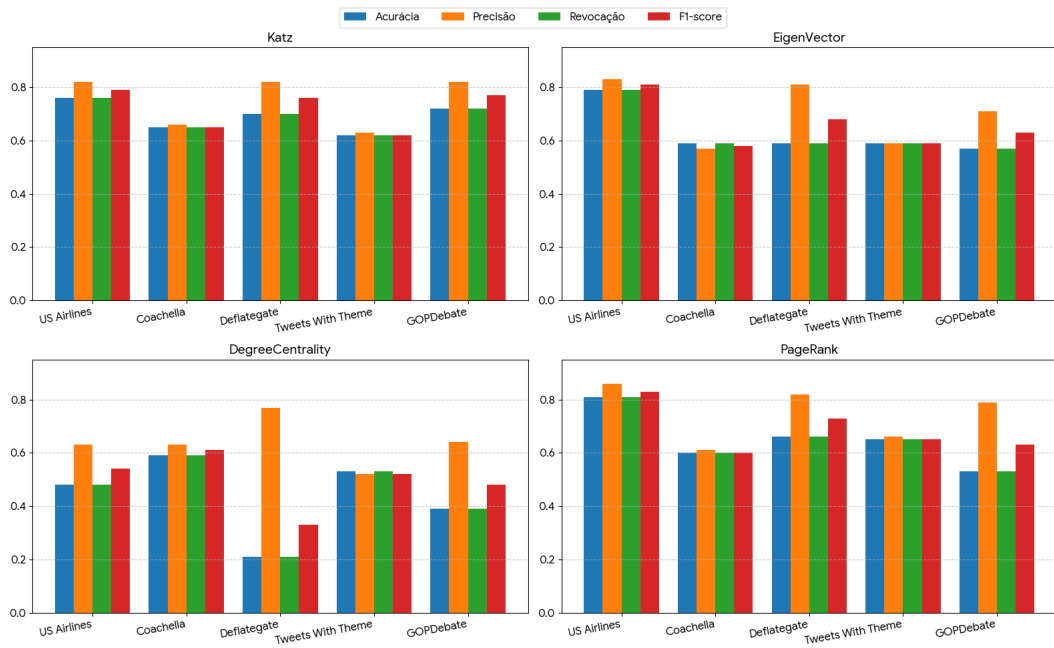 Acurácia Precisão Revocação F1-score
Katz
0.8
0.6
0.4
0.2
0.0
US Airlines Coachella Deflategate Tweets With Theme GOPDebate
EigenVector
0.8
0.6
0.4
0.2
0.0
US Airlines Coachella Deflategate Tweets With Theme GOPDebate
DegreeCentrality
0.8
0.6
0.4
0.2
0.0
US Airlines Coachella Deflategate Tweets With Theme GOPDebate
PageRank
0.8
0.6
0.4
0.2
0.0
US Airlines Coachella Deflategate Tweets With Theme GOPDebate